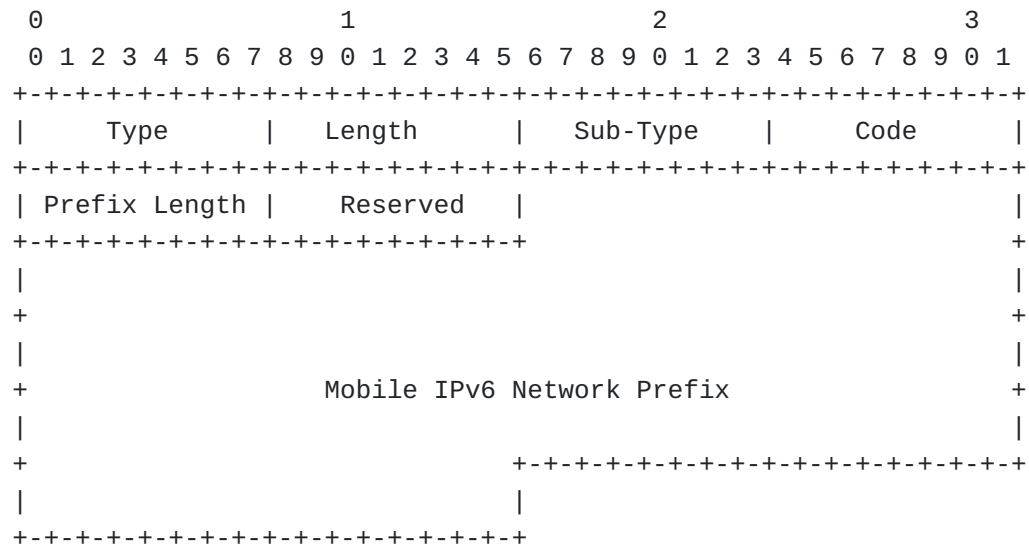 0                   1                   2                   3
0 1 2 3 4 5 6 7 8 9 0 1 2 3 4 5 6 7 8 9 0 1 2 3 4 5 6 7 8 9 0 1
+-+-+-+-+-+-+-+-+-+-+-+-+-+-+-+-+-+-+-+-+-+-+-+-+-+-+-+-+-+-+-+-+
|     Type      |   Length      |   Sub-Type    |     Code      |
+-+-+-+-+-+-+-+-+-+-+-+-+-+-+-+-+-+-+-+-+-+-+-+-+-+-+-+-+-+-+-+-+
| Prefix Length |    Reserved   |                               |
+-+-+-+-+-+-+-+-+-+-+-+-+-+-+-+-+                               +
|                                                               |
+                                                               +
|                                                               |
+                   Mobile IPv6 Network Prefix                  +
|                                                               |
+                               +-+-+-+-+-+-+-+-+-+-+-+-+-+-+-+-+
|                               |
+-+-+-+-+-+-+-+-+-+-+-+-+-+-+-+-+